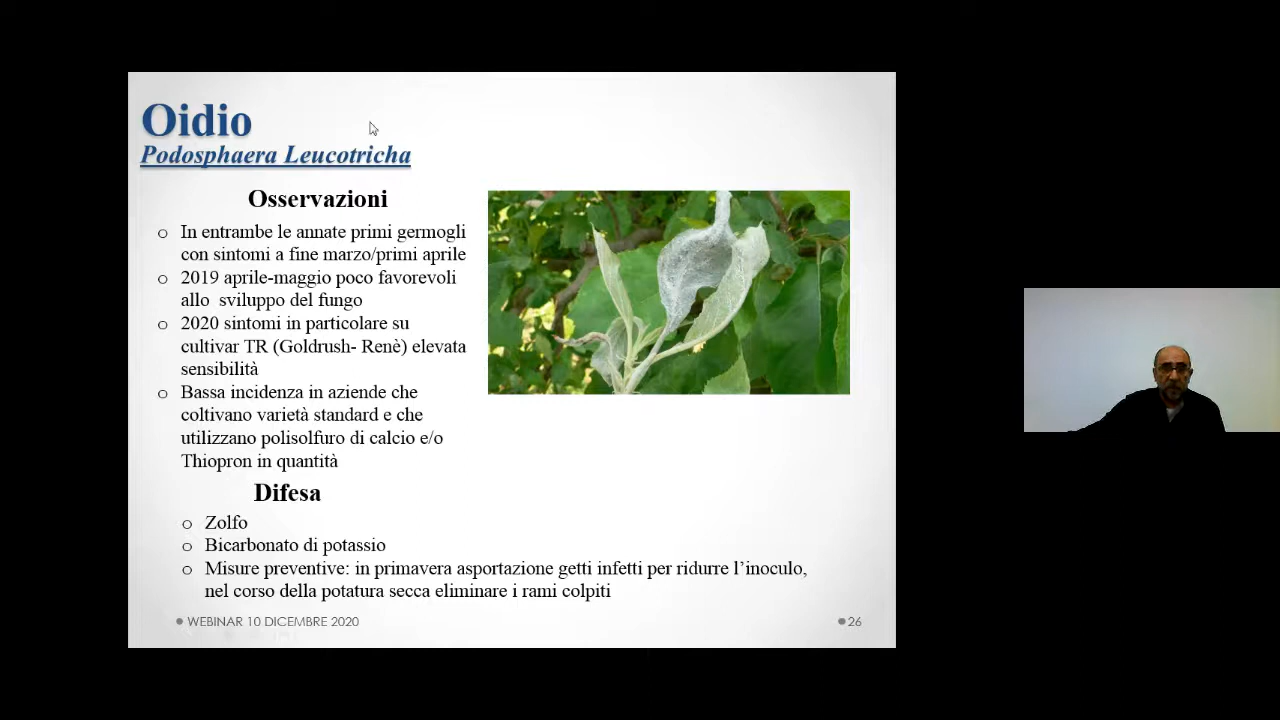 Oidio
Podosphaera Leucotricha
Osservazioni
o In entrambe le annate primi germogli
con sintomi a fine marzo/primi aprile
o 2019 aprile-maggio poco favorevoli
allo sviluppo del fungo
o 2020 sintomi in particolare su
cultivar TR (Goldrush- Renè) elevata
sensibilità
o Bassa incidenza in aziende che
coltivano varietà standard e che
utilizzano polisolfuro di calcio e/o
Thiopron in quantità
Difesa
o Zolfo
o Bicarbonato di potassio
o Misure preventive: in primavera asportazione getti infetti per ridurre l’inoculo,
nel corso della potatura secca eliminare i rami colpiti
● WEBINAR 10 DICEMBRE 2020
● 26